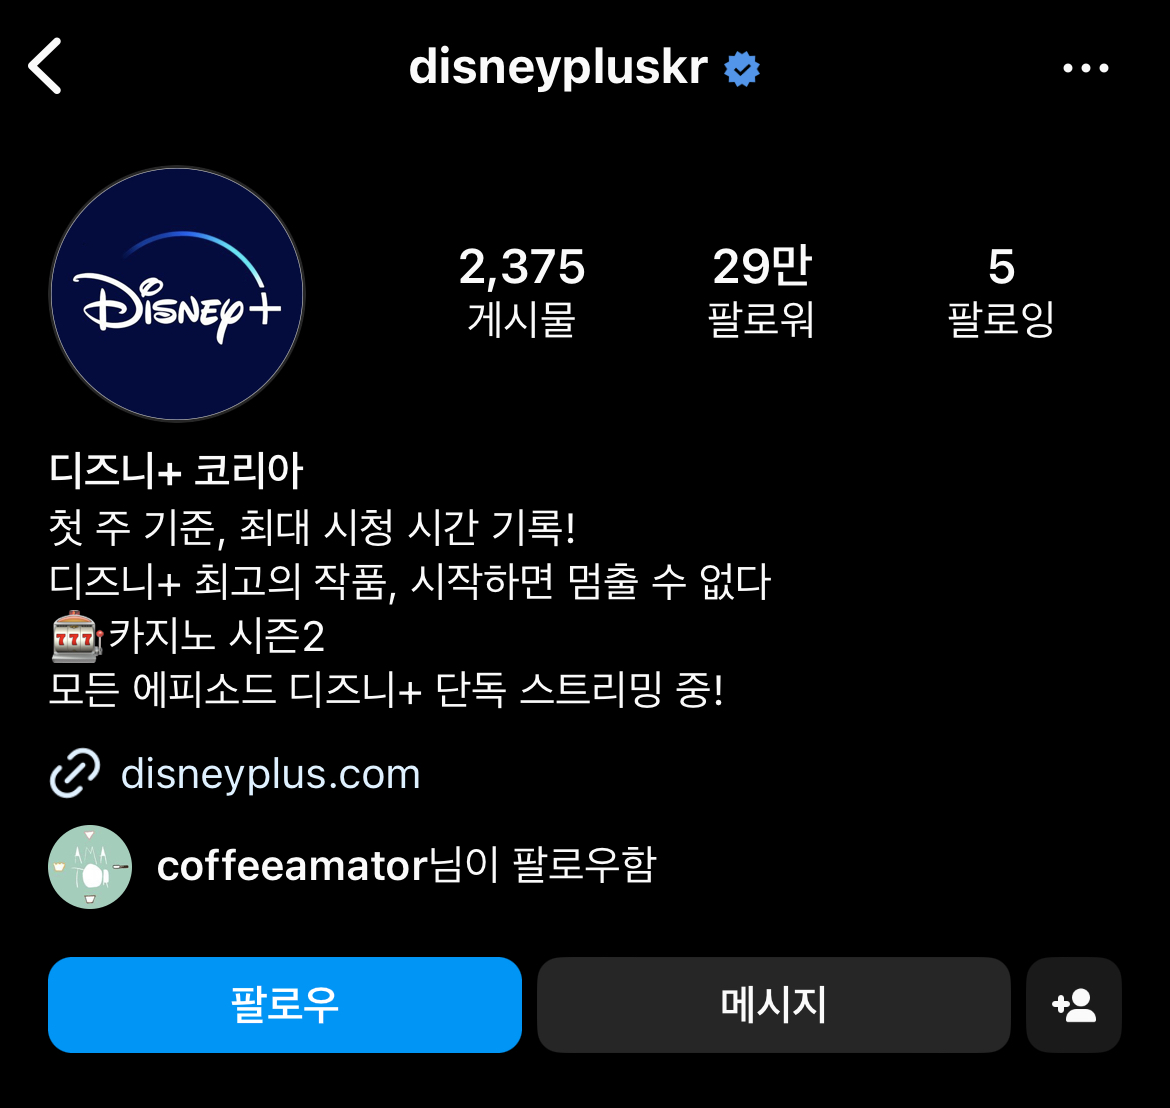 disneypluskr
Disney+
2,375
게시물
29만
팔로워
5
팔로잉
디즈니+ 코리아
첫 주 기준, 최대 시청 시간 기록!
디즈니+ 최고의 작품, 시작하면 멈출 수 없다
🎰카지노 시즌2
모든 에피소드 디즈니+ 단독 스트리밍 중!
disneyplus.com
coffeeamator님이 팔로우함
팔로우
메시지